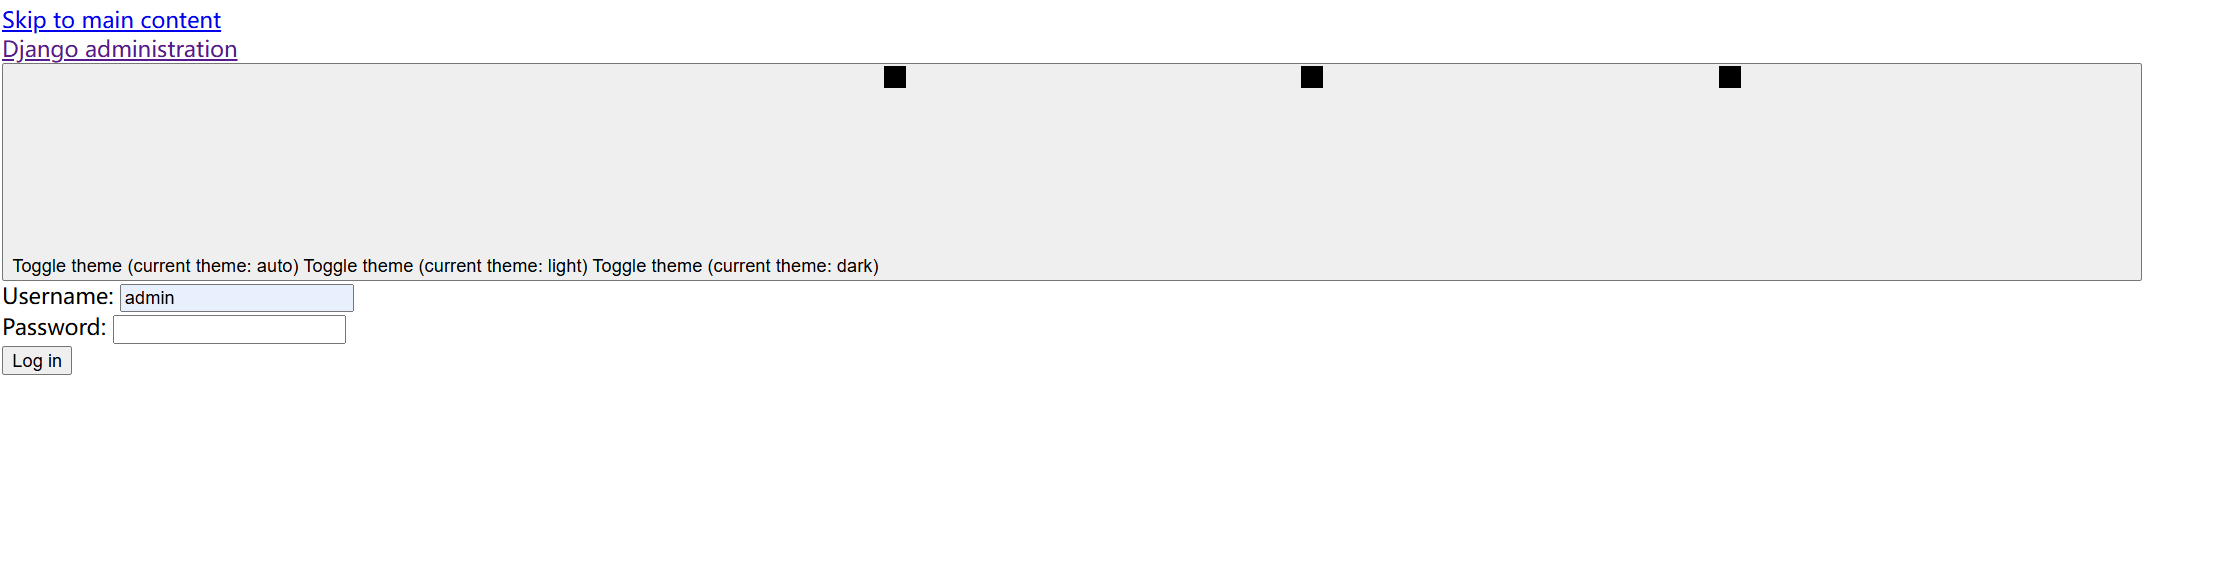 Skip to main content
Django administration
Toggle theme (current theme: auto) Toggle theme (current theme: light) Toggle theme (current theme: dark)
Username: admin
Password:
Log in